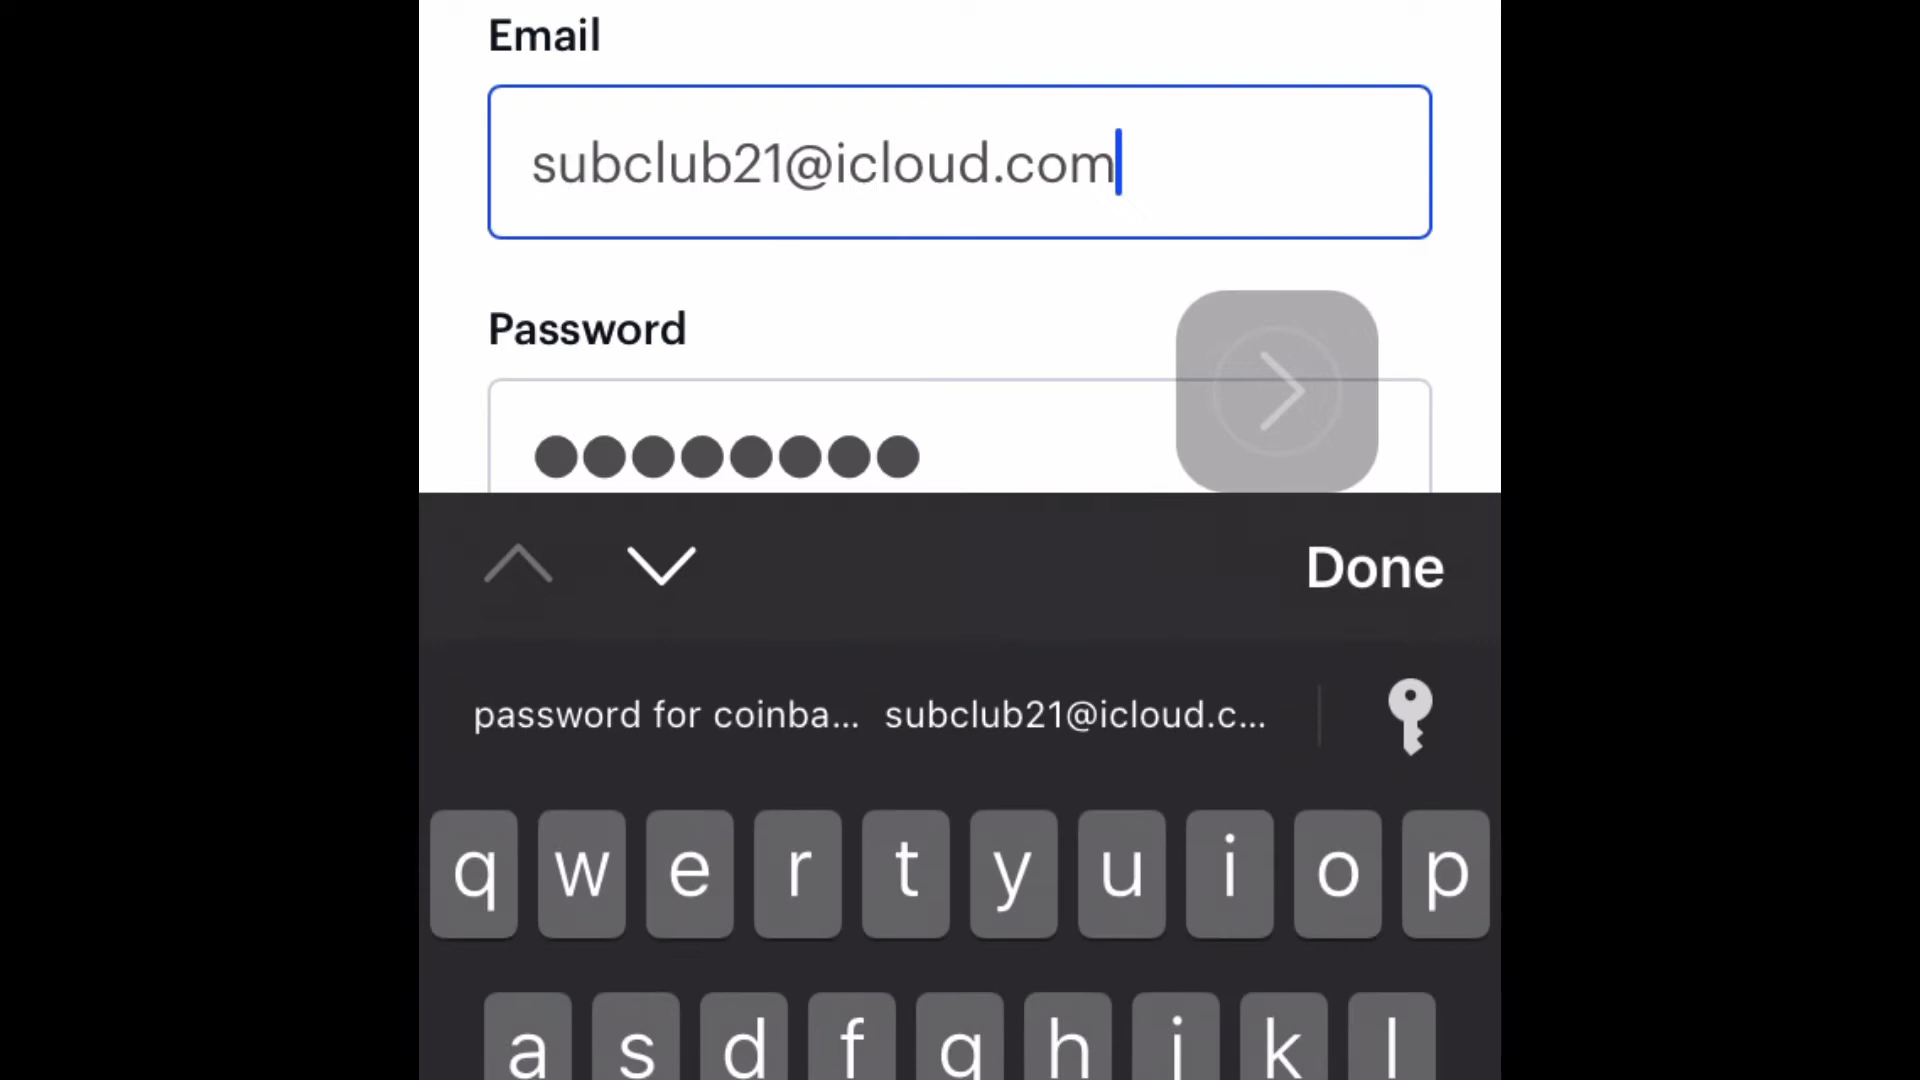 Email
subclub21@icloud.com
Password
Done
password for coinba... subclub21@icloud.c...
q w e r t y u i o p
a s d f g h j k l